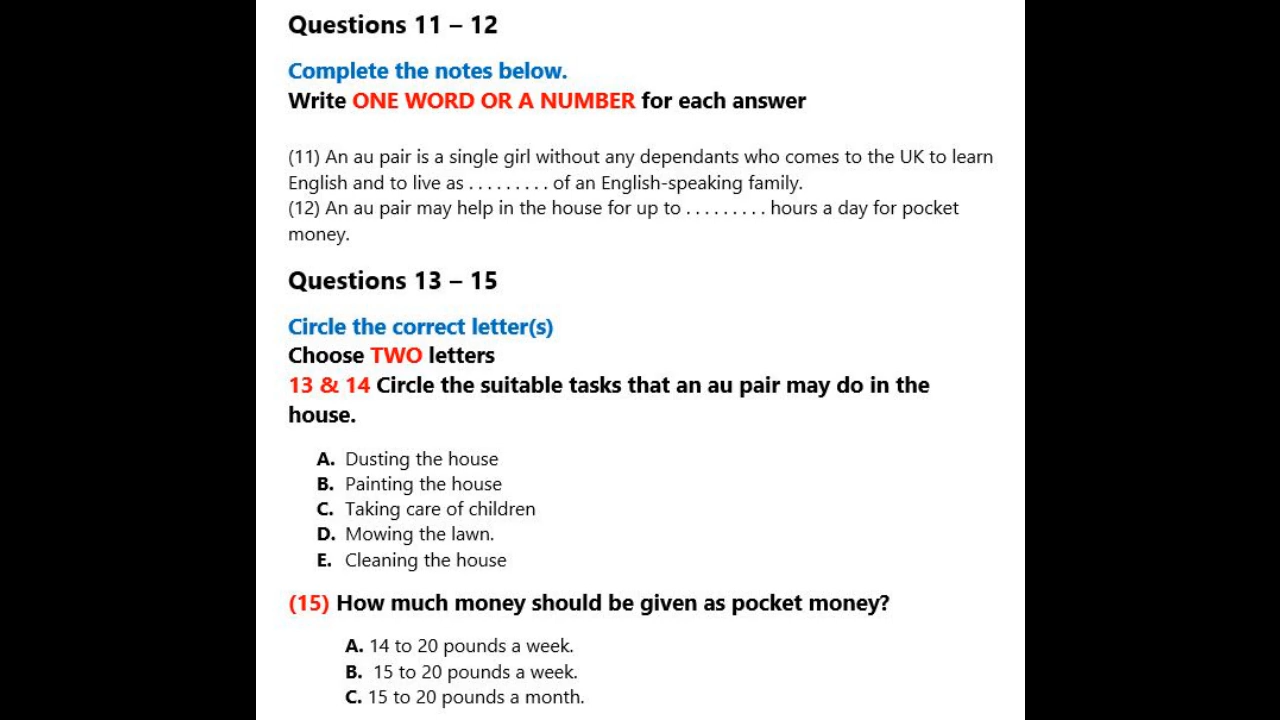 Questions 11 – 12
Complete the notes below.
Write ONE WORD OR A NUMBER for each answer
(11) An au pair is a single girl without any dependants who comes to the UK to learn
English and to live as . . . . . . . . . of an English-speaking family.
(12) An au pair may help in the house for up to . . . . . . . . . hours a day for pocket
money.
Questions 13 – 15
Circle the correct letter(s)
Choose TWO letters
13 & 14 Circle the suitable tasks that an au pair may do in the
house.
A. Dusting the house
B. Painting the house
C. Taking care of children
D. Mowing the lawn.
E. Cleaning the house
(15) How much money should be given as pocket money?
A. 14 to 20 pounds a week.
B. 15 to 20 pounds a week.
C. 15 to 20 pounds a month.